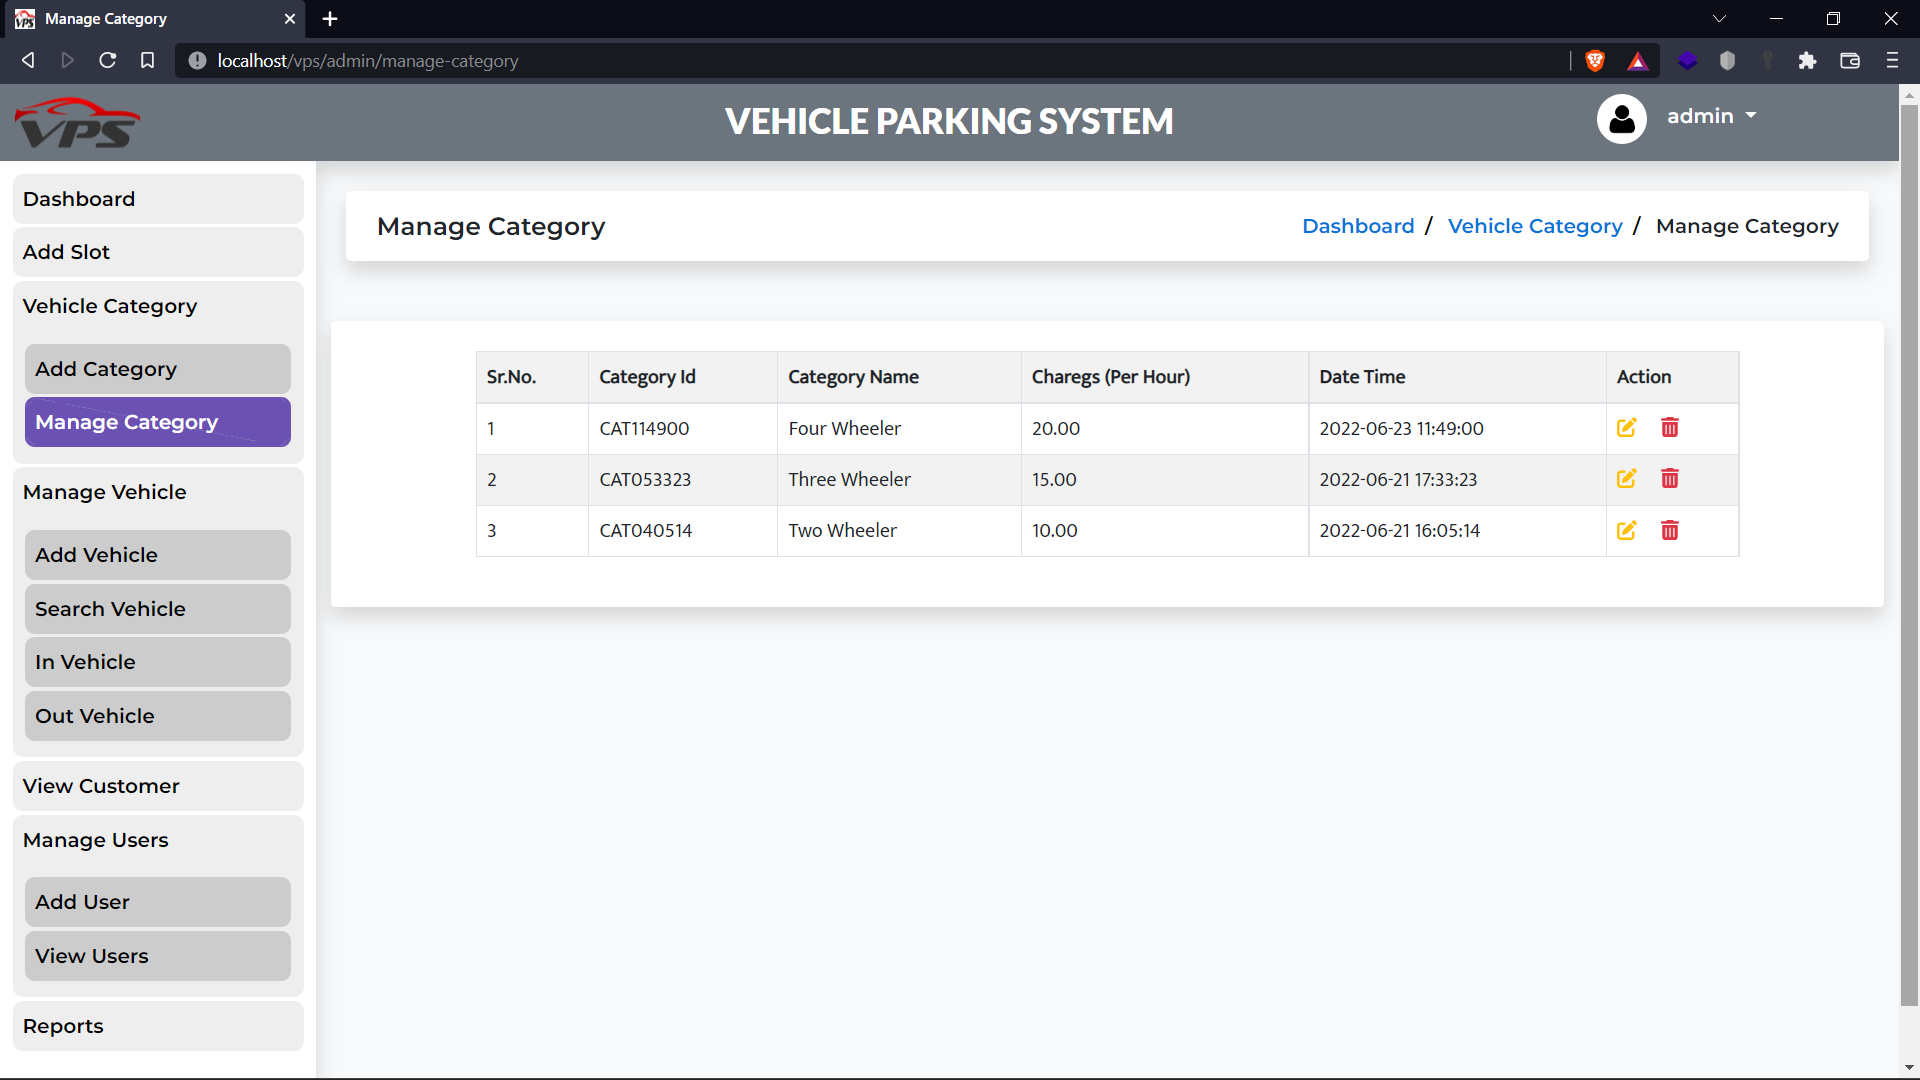 VPS Manage Category
localhost/vps/admin/manage-category
VPS
VEHICLE PARKING SYSTEM
admin
Dashboard
Add Slot
Vehicle Category
Add Category
Manage Category
Manage Vehicle
Add Vehicle
Search Vehicle
In Vehicle
Out Vehicle
View Customer
Manage Users
Add User
View Users
Reports
Manage Category
Dashboard / Vehicle Category / Manage Category
Sr.No. Category Id Category Name Charegs (Per Hour) Date Time Action
1 CAT114900 Four Wheeler 20.00 2022-06-23 11:49:00
2 CAT053323 Three Wheeler 15.00 2022-06-21 17:33:23
3 CAT040514 Two Wheeler 10.00 2022-06-21 16:05:14